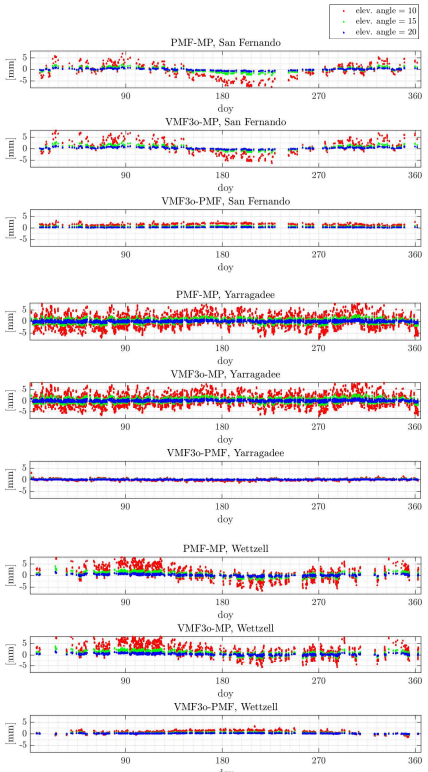 elev. angle = 10
elev. angle = 15
elev. angle = 20
PMF-MP, San Fernando
[mm]
5
0
-5
90
180
270
360
doy
VMF3o-MP, San Fernando
[mm]
5
0
-5
90
180
270
360
doy
VMF3o-PMF, San Fernando
[mm]
5
0
-5
90
180
270
360
doy
PMF-MP, Yarragadee
[mm]
5
0
-5
90
180
270
360
doy
VMF3o-MP, Yarragadee
[mm]
5
0
-5
90
180
270
360
doy
VMF3o-PMF, Yarragadee
[mm]
5
0
-5
90
180
270
360
doy
PMF-MP, Wettzell
[mm]
5
0
-5
90
180
270
360
doy
VMF3o-MP, Wettzell
[mm]
5
0
-5
90
180
270
360
doy
VMF3o-PMF, Wettzell
[mm]
5
0
-5
90
180
270
360